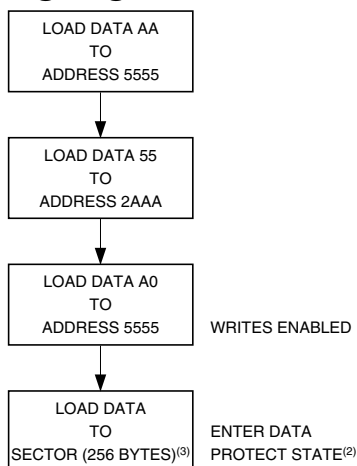 LOAD DATA AA
TO
ADDRESS 5555
LOAD DATA 55
TO
ADDRESS 2AAA
LOAD DATA A0
TO
ADDRESS 5555 WRITES ENABLED
LOAD DATA
TO ENTER DATA
SECTOR (256 BYTES)(3) PROTECT STATE(2)